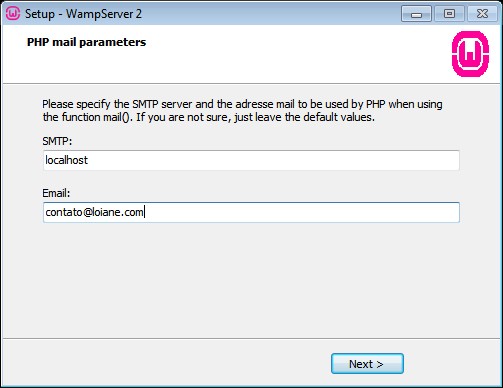 Setup - WampServer 2
PHP mail parameters
Please specify the SMTP server and the adresse mail to be used by PHP when using
the function mail(). If you are not sure, just leave the default values.
SMTP:
localhost
Email:
contato@loiane.com
Next >